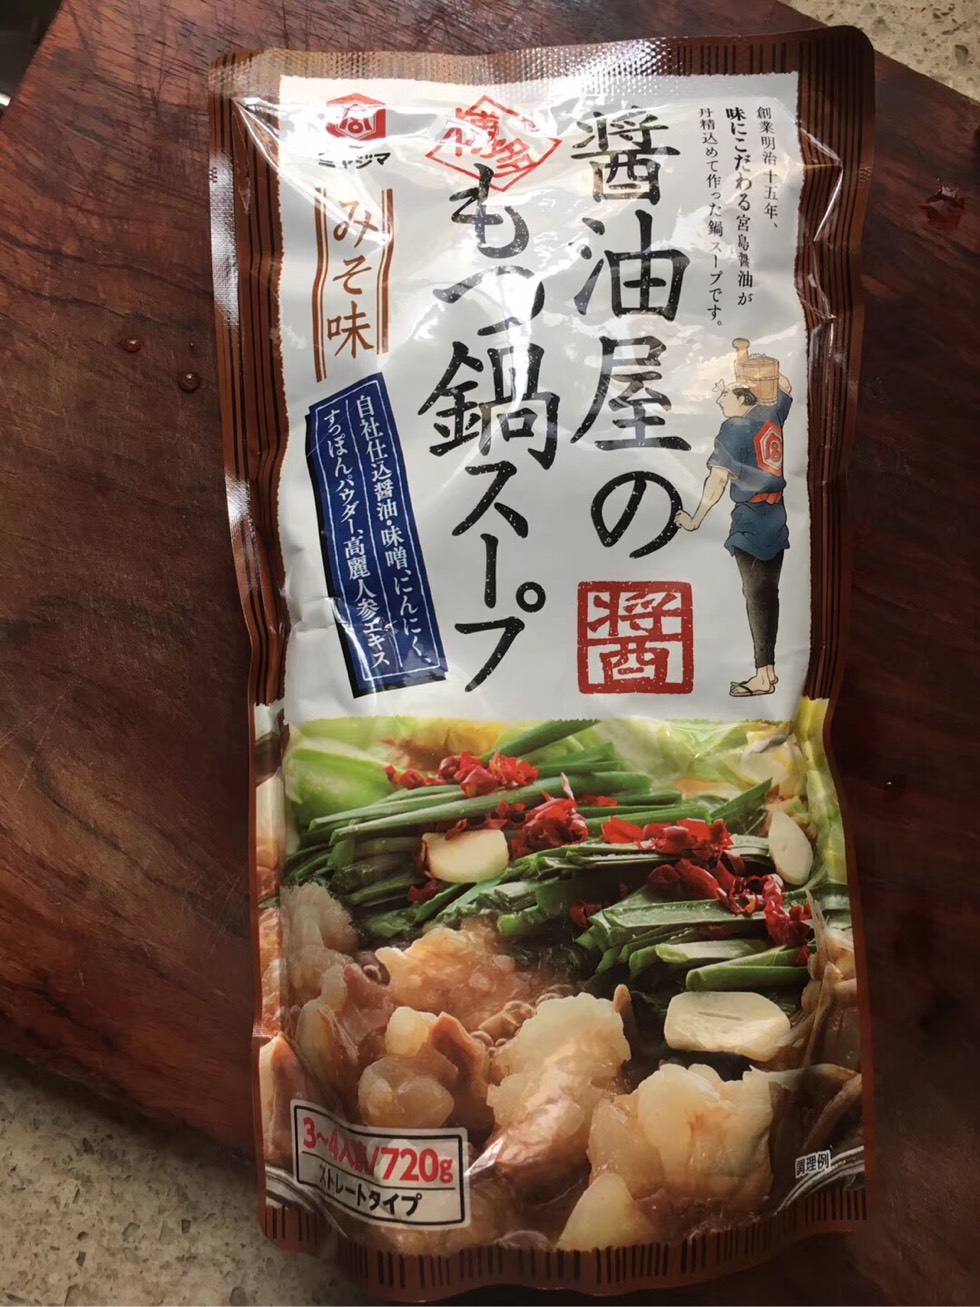 創業明治十五年、
味にこだわる宮島醤油が
丹精込めて作った鍋スープです。
醤油屋の
醤
博多
もつ鍋スープ
ミヤジマ
みそ味
自社仕込醤油・味噌、にんにく、
すっぽんパウダー、高麗人参エキス
3〜4人前/720g
ストレートタイプ
調理例